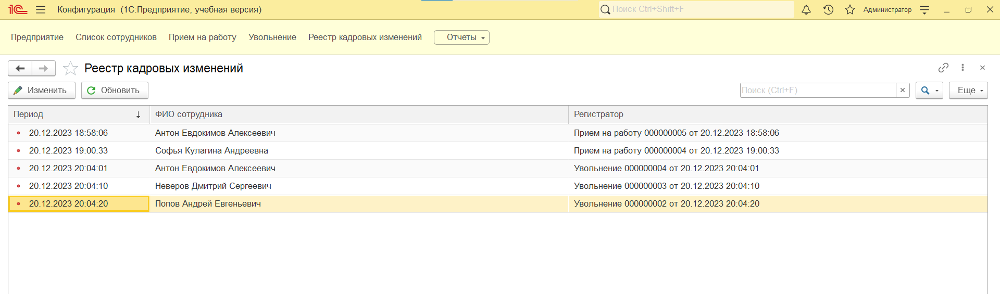 1С Конфигурация (1С:Предприятие, учебная версия) Поиск Ctrl+Shift+F Администратор
Предприятие Список сотрудников Прием на работу Увольнение Реестр кадровых изменений Отчеты
Реестр кадровых изменений
Изменить Обновить Поиск (Ctrl+F) Еще
Период ФИО сотрудника Регистратор
20.12.2023 18:58:06 Антон Евдокимов Алексеевич Прием на работу 000000005 от 20.12.2023 18:58:06
20.12.2023 19:00:33 Софья Кулагина Андреевна Прием на работу 000000004 от 20.12.2023 19:00:33
20.12.2023 20:04:01 Антон Евдокимов Алексеевич Увольнение 000000004 от 20.12.2023 20:04:01
20.12.2023 20:04:10 Неверов Дмитрий Сергеевич Увольнение 000000003 от 20.12.2023 20:04:10
20.12.2023 20:04:20 Попов Андрей Евгеньевич Увольнение 000000002 от 20.12.2023 20:04:20